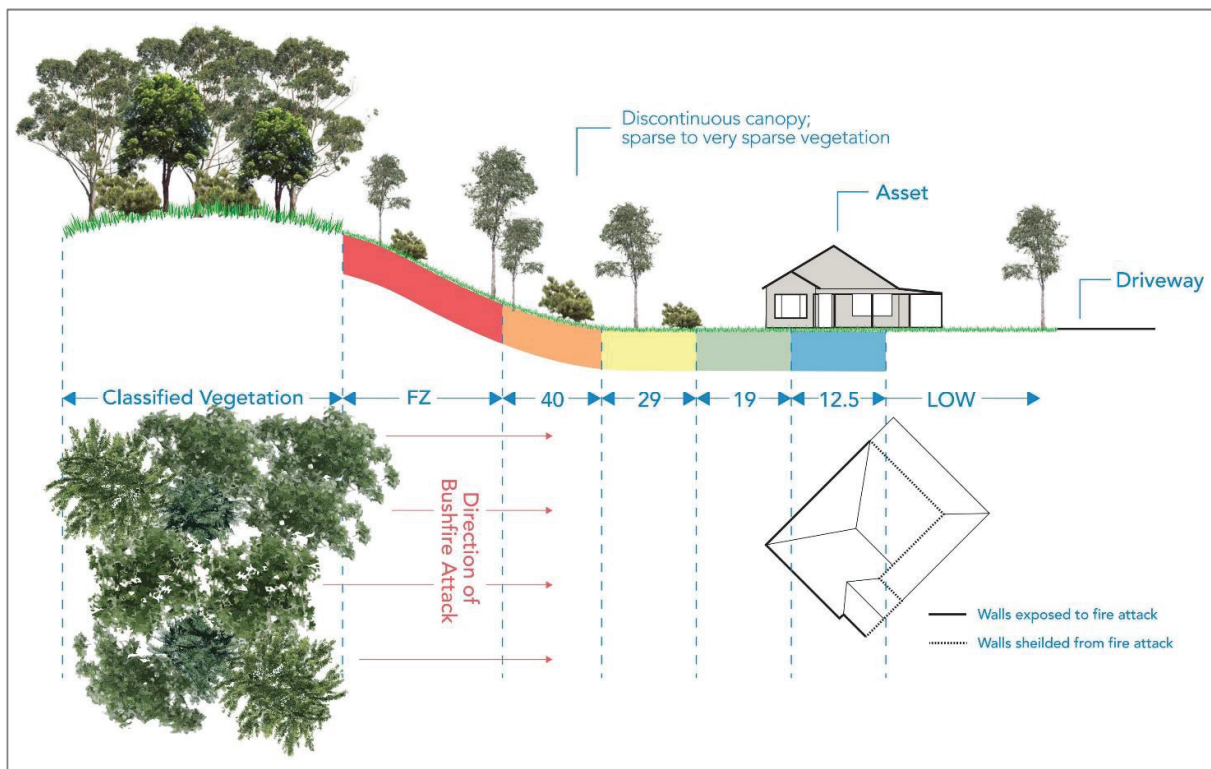 Discontinuous canopy;
sparse to very sparse vegetation
Asset
Driveway
Classified Vegetation
FZ
40
29
19
12.5
LOW
Direction of
Bushfire Attack
Walls exposed to fire attack
Walls sheilded from fire attack